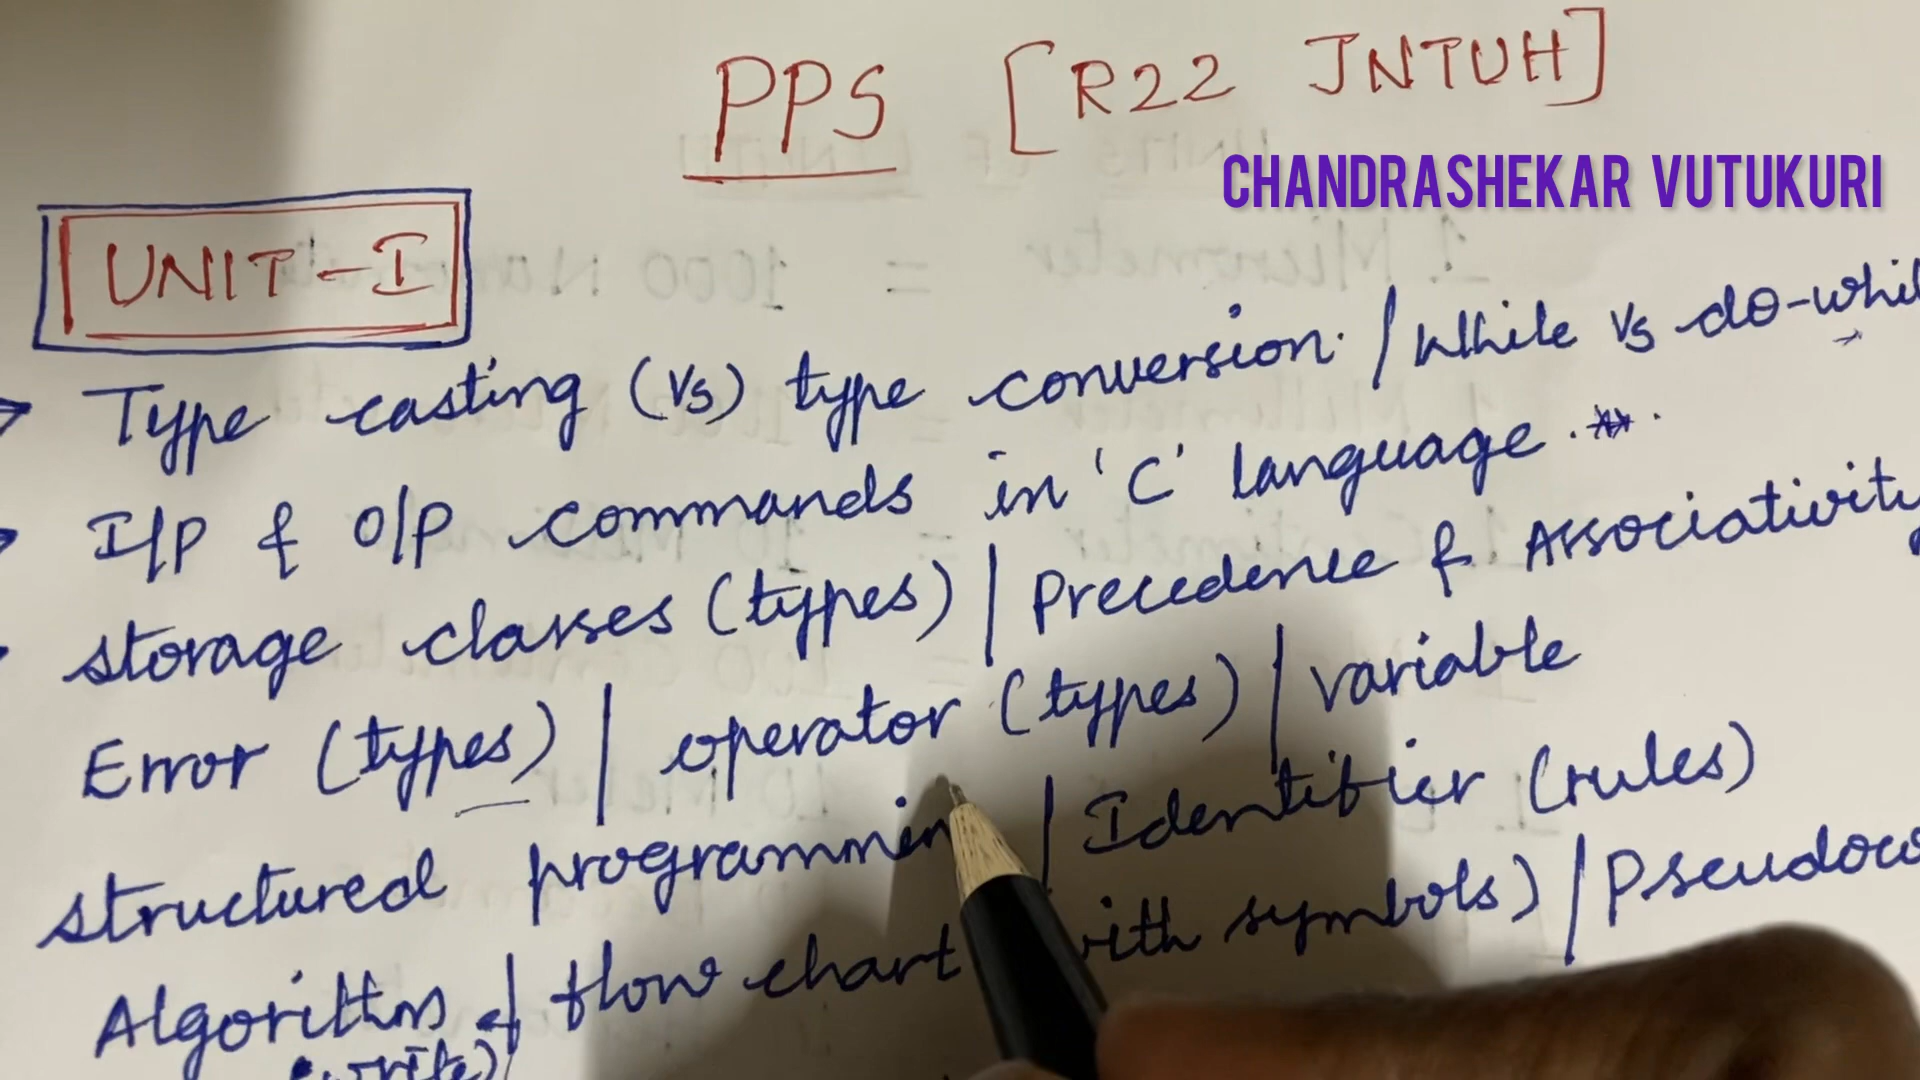 PPS [R22 JNTUH]
CHANDRASHEKAR VUTUKURI
UNIT-I
→ Type casting (Vs) type conversion. / While Vs do-whil
→ I/p & O/p commands in 'C' language.
storage classes (types) | Precedence & Associativity
Error (types) | operator (types) | variable
structured programmin | Identifier (rules)
Algorithm & flow chart with symbols) | Pseudoco
write)